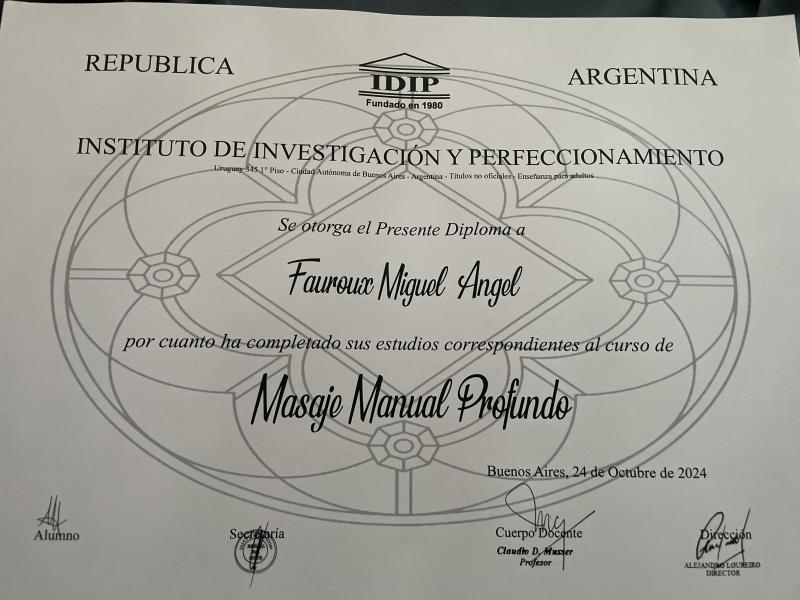 REPUBLICA
IDIP
Fundado en 1980
ARGENTINA
INSTITUTO DE INVESTIGACIÓN Y PERFECCIONAMIENTO
Uruguay 545 1° Piso - Ciudad Autónoma de Buenos Aires - Argentina - Títulos no oficiales - Enseñanza para adultos
Se otorga el Presente Diploma a
Fauroux Miguel Angel
por cuanto ha completado sus estudios correspondientes al curso de
Masaje Manual Profundo
Buenos Aires, 24 de Octubre de 2024
Alumno
Secretaría
Cuerpo Docente
Claudio D. Musser
Profesor
Dirección
ALEJANDRO LOUREIRO
DIRECTOR